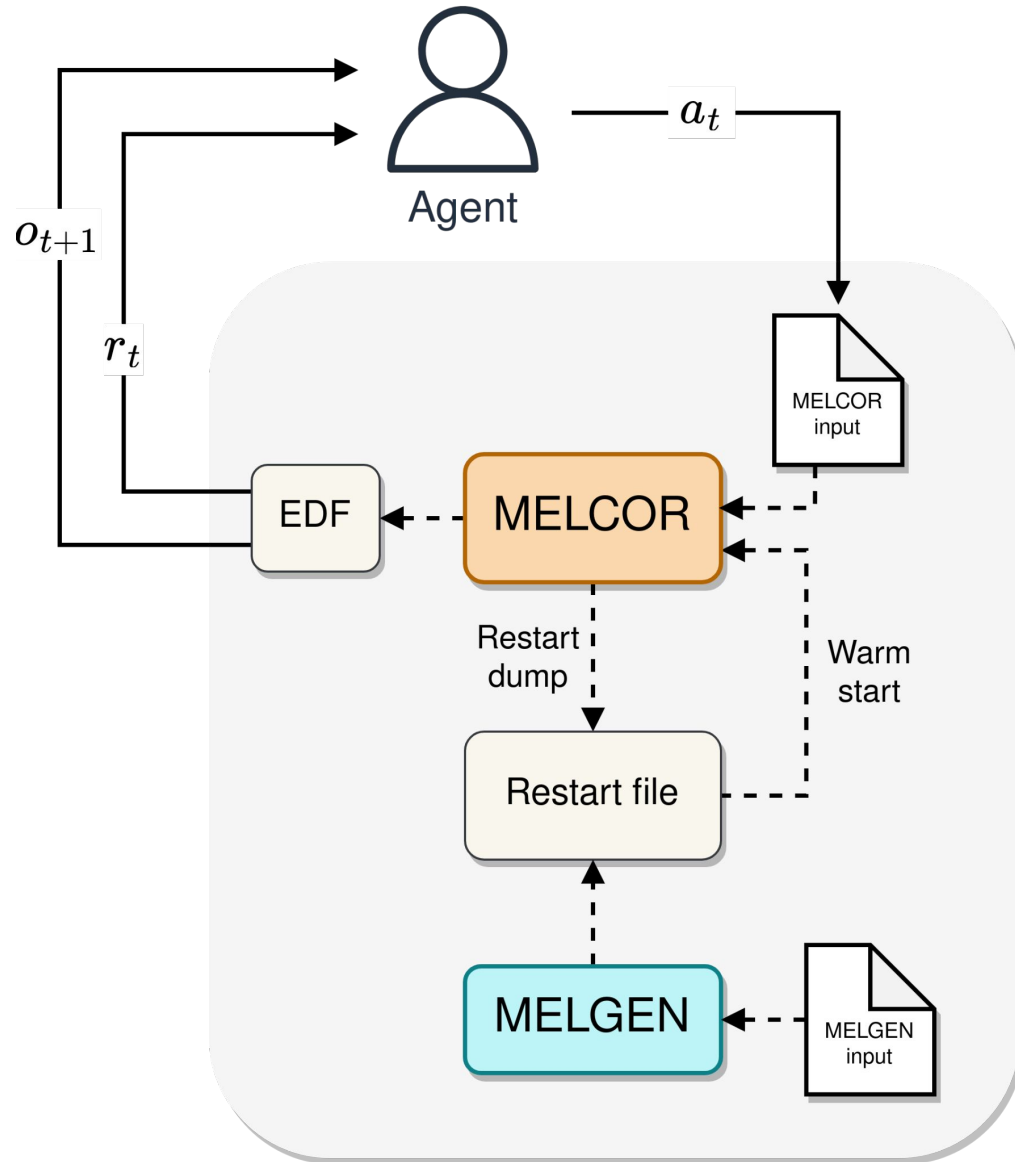 a_t
Agent
o_{t+1}
r_t
MELCOR
input
EDF
MELCOR
Restart
dump
Warm
start
Restart file
MELGEN
MELGEN
input